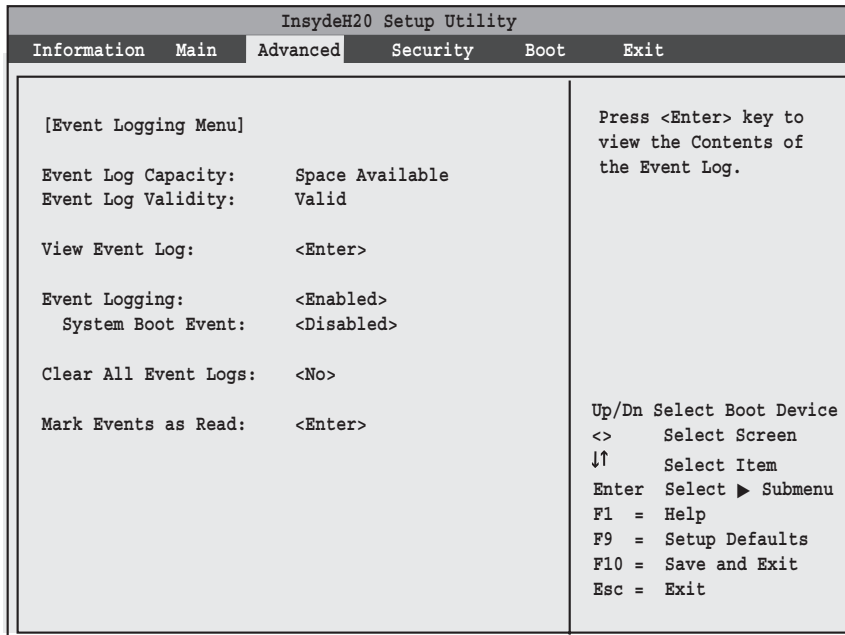 InsydeH20 Setup Utility
Information Main Advanced Security Boot Exit
[Event Logging Menu]
Event Log Capacity: Space Available
Event Log Validity: Valid
View Event Log: <Enter>
Event Logging: <Enabled>
System Boot Event: <Disabled>
Clear All Event Logs: <No>
Mark Events as Read: <Enter>
Press <Enter> key to
view the Contents of
the Event Log.
Up/Dn Select Boot Device
<> Select Screen
↓↑ Select Item
Enter Select ▶ Submenu
F1 = Help
F9 = Setup Defaults
F10 = Save and Exit
Esc = Exit